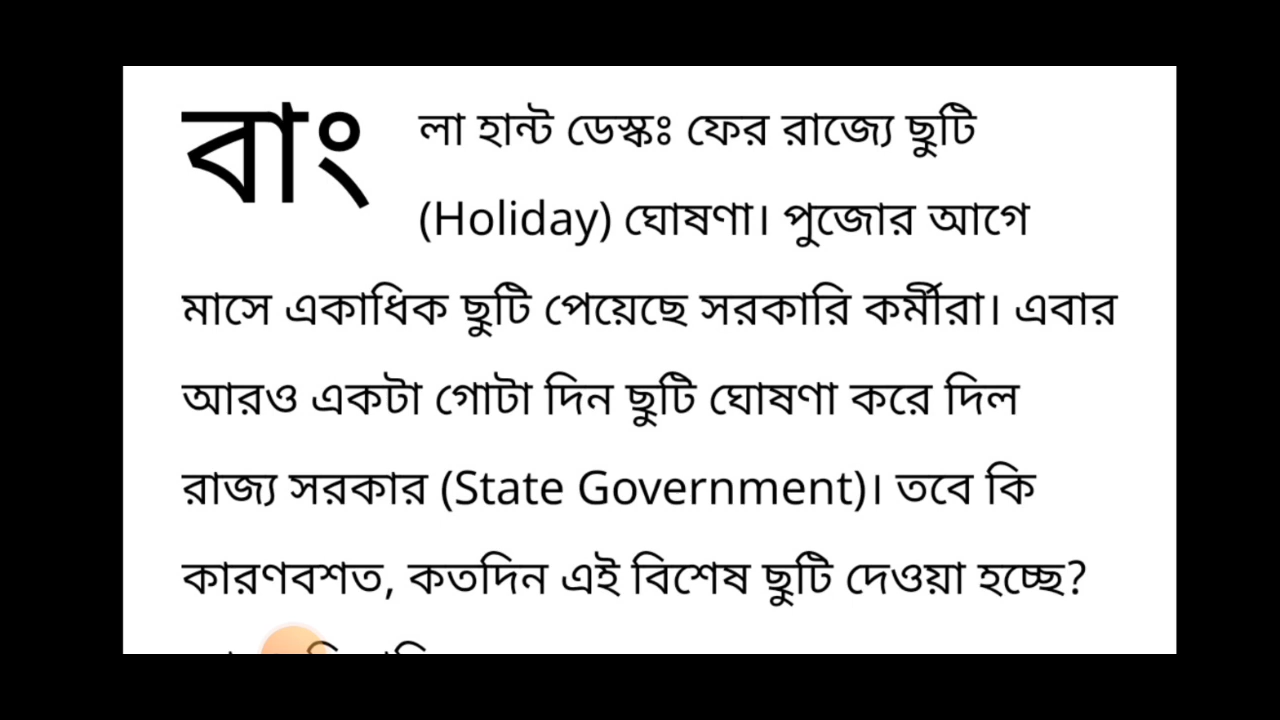 বাংলা হান্ট ডেস্কঃ ফের রাজ্যে ছুটি
(Holiday) ঘোষণা। পুজোর আগে
মাসে একাধিক ছুটি পেয়েছে সরকারি কর্মীরা। এবার
আরও একটা গোটা দিন ছুটি ঘোষণা করে দিল
রাজ্য সরকার (State Government)। তবে কি
কারণবশত, কতদিন এই বিশেষ ছুটি দেওয়া হচ্ছে?